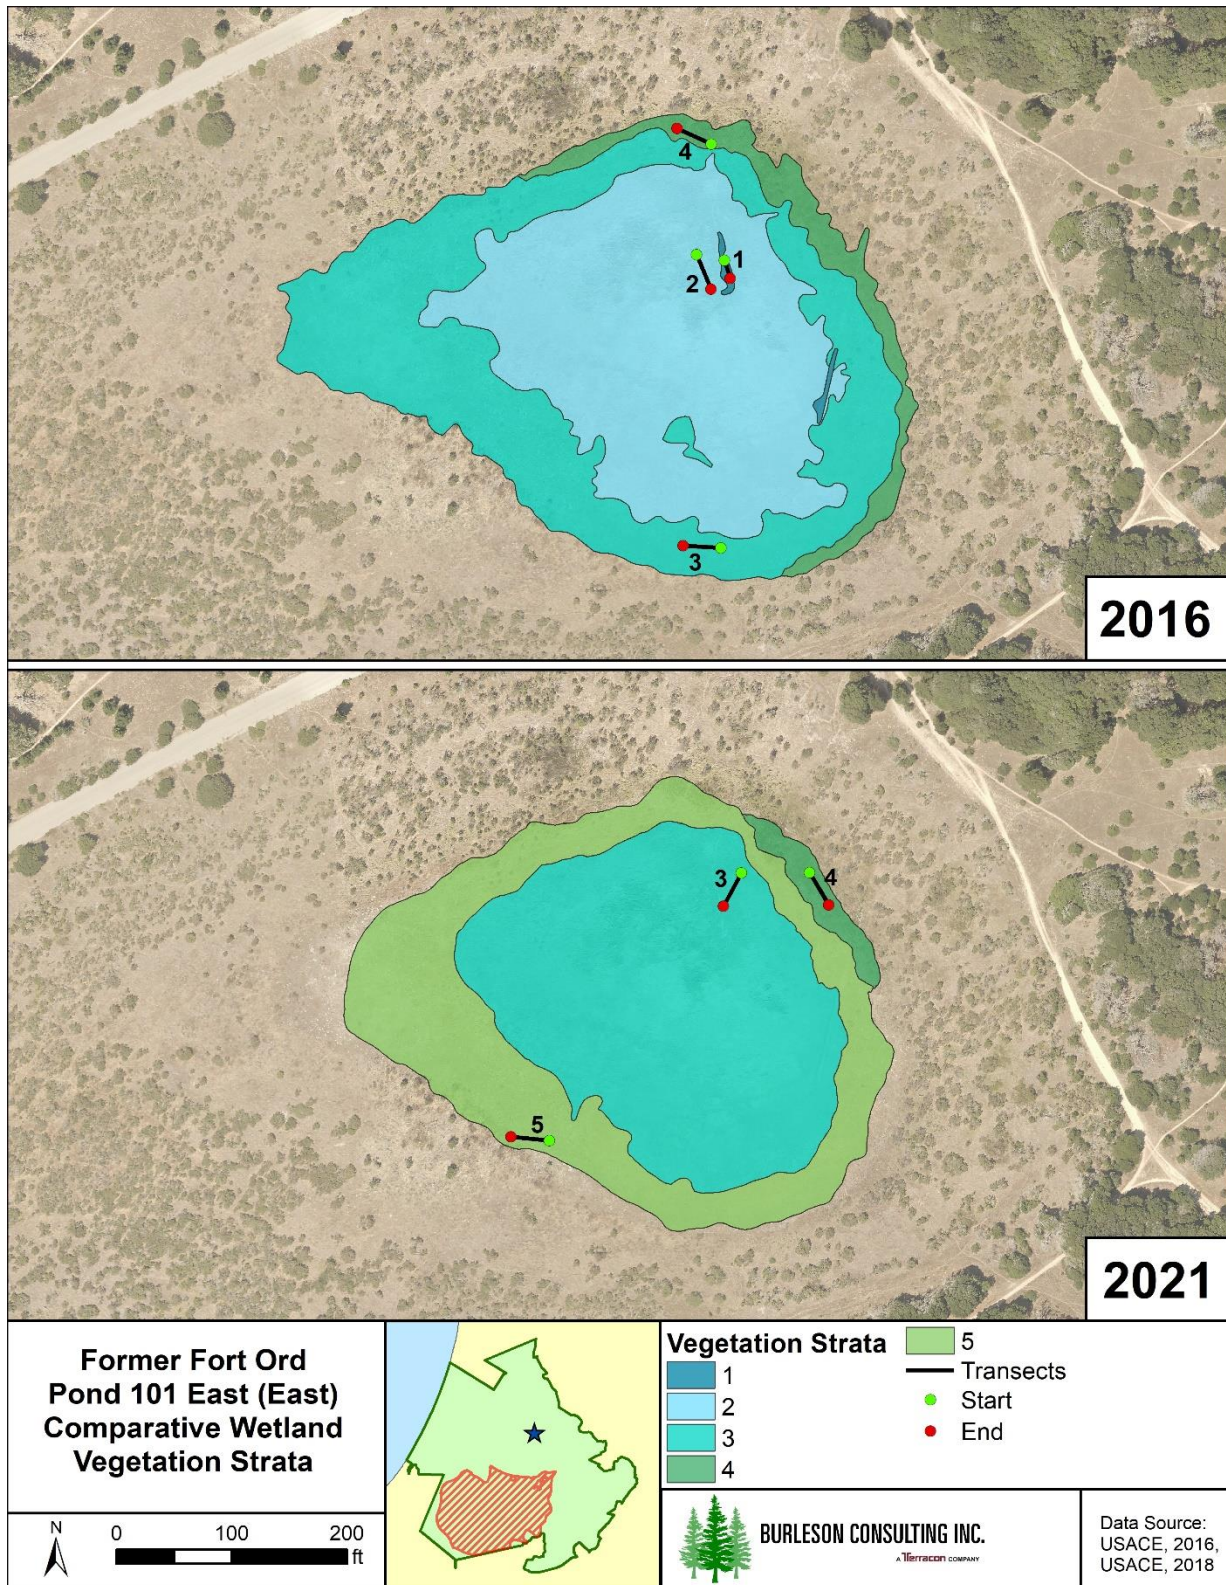 4
1
2
3
2016
3
4
5
2021
Former Fort Ord
Pond 101 East (East)
Comparative Wetland
Vegetation Strata
N
0 100 200
ft
Vegetation Strata
1
2
3
4
5
Transects
Start
End
BURLESON CONSULTING INC.
A Terracon COMPANY
Data Source:
USACE, 2016,
USACE, 2018